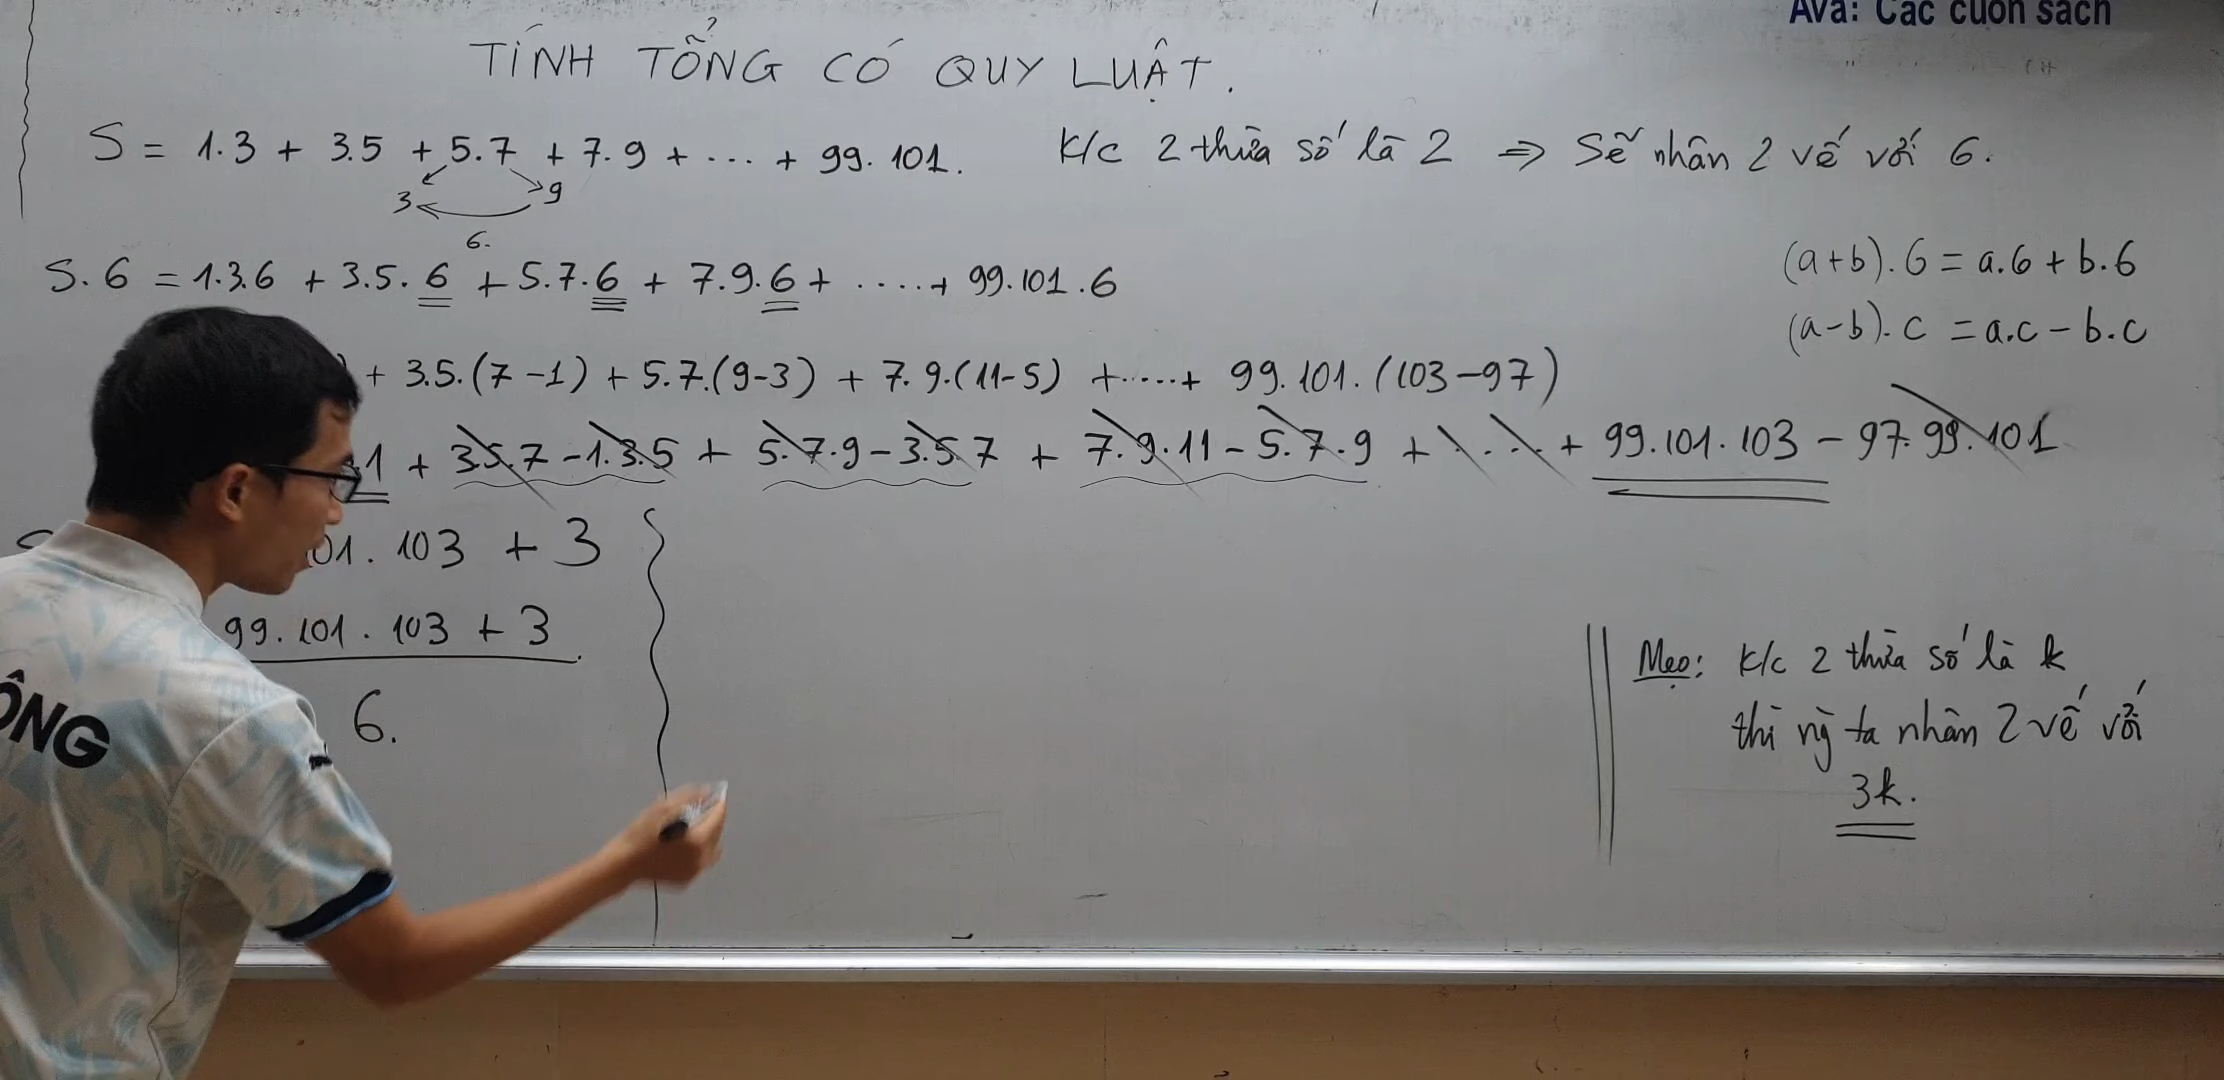 Ava: Các cuốn sách
TÍNH TỔNG CÓ QUY LUẬT.
S = 1.3 + 3.5 + 5.7 + 7.9 + ... + 99.101. K/c 2 thừa số là 2 => Sẽ nhân 2 vế với 6.
3 9
6.
S.6 = 1.3.6 + 3.5.6 + 5.7.6 + 7.9.6 + ....+ 99.101.6
(a+b).6 = a.6 + b.6
(a-b).c = a.c - b.c
) + 3.5.(7-1) + 5.7.(9-3) + 7.9.(11-5) +.....+ 99.101.(103-97)
.1 + 3.5.7 - 1.3.5 + 5.7.9 - 3.5.7 + 7.9.11 - 5.7.9 + ... + 99.101.103 - 97.99.101
01.103 + 3
99.101.103 + 3
6.
Mẹo: K/c 2 thừa số là k
thì ng ta nhân 2 vế với
3k.
ÔNG